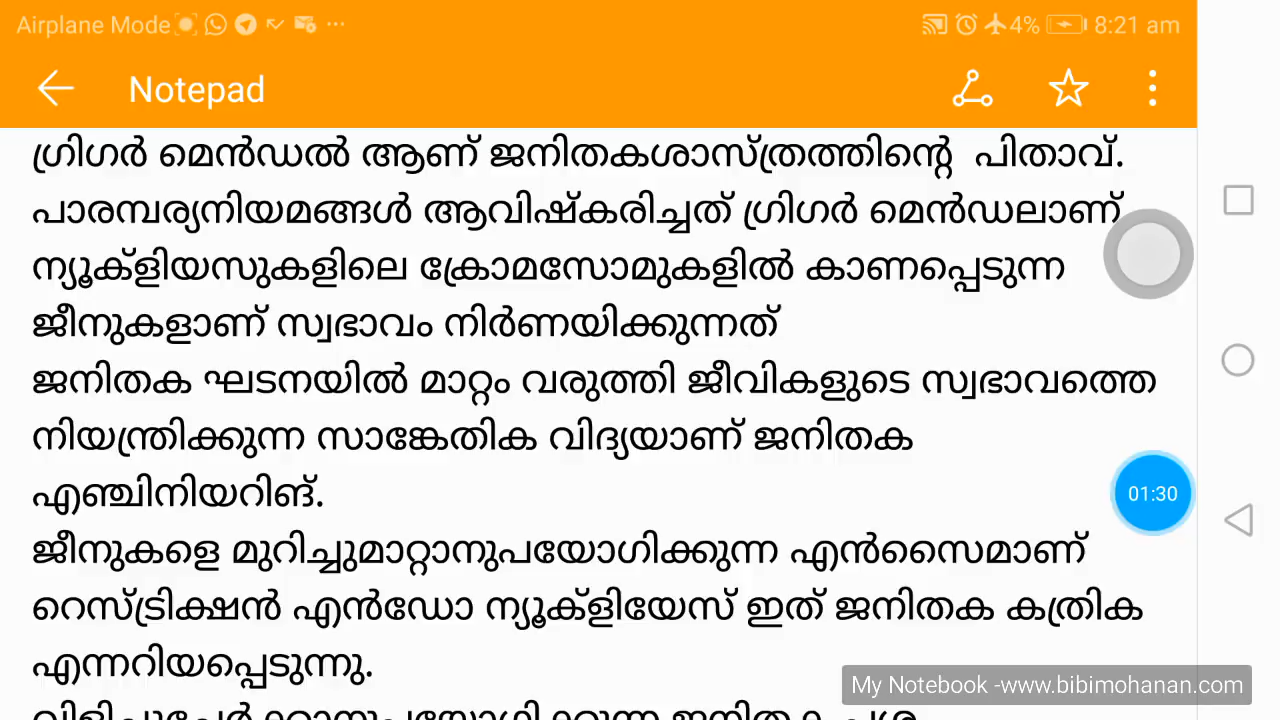 Airplane Mode ... 4% 8:21 am
Notepad
ഗ്രിഗർ മെൻഡൽ ആണ് ജനിതകശാസ്ത്രത്തിന്റെ പിതാവ്.
പാരമ്പര്യനിയമങ്ങൾ ആവിഷ്കരിച്ചത് ഗ്രിഗർ മെൻഡലാണ്
ന്യൂക്ളിയസുകളിലെ ക്രോമസോമുകളിൽ കാണപ്പെടുന്ന
ജീനുകളാണ് സ്വഭാവം നിർണയിക്കുന്നത്
ജനിതക ഘടനയിൽ മാറ്റം വരുത്തി ജീവികളുടെ സ്വഭാവത്തെ
നിയന്ത്രിക്കുന്ന സാങ്കേതിക വിദ്യയാണ് ജനിതക
എഞ്ചിനിയറിങ്.
01:30
ജീനുകളെ മുറിച്ചുമാറ്റാനുപയോഗിക്കുന്ന എൻസൈമാണ്
റെസ്ട്രിക്ഷൻ എൻഡോ ന്യൂക്ളിയേസ് ഇത് ജനിതക കത്രിക
എന്നറിയപ്പെടുന്നു.
My Notebook -www.bibimohanan.com